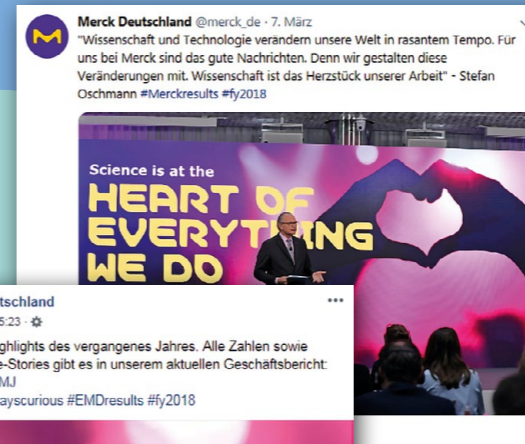 Merck Deutschland @merck_de · 7. März
"Wissenschaft und Technologie verändern unsere Welt in rasantem Tempo. Für
uns bei Merck sind das gute Nachrichten. Denn wir gestalten diese
Veränderungen mit. Wissenschaft ist das Herzstück unserer Arbeit" - Stefan
Oschmann #Merckresults #fy2018
Science is at the
HEART OF
EVERYTHING
WE DO
tschland
5:23
ghlights des vergangenes Jahres. Alle Zahlen sowie
e-Stories gibt es in unserem aktuellen Geschäftsbericht:
MJ
ayscurious #EMDresults #fy2018